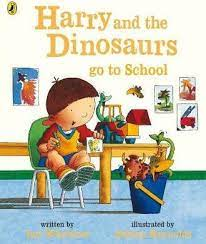 Harry and the
Dinosaurs
go to School
written by
illustrated by